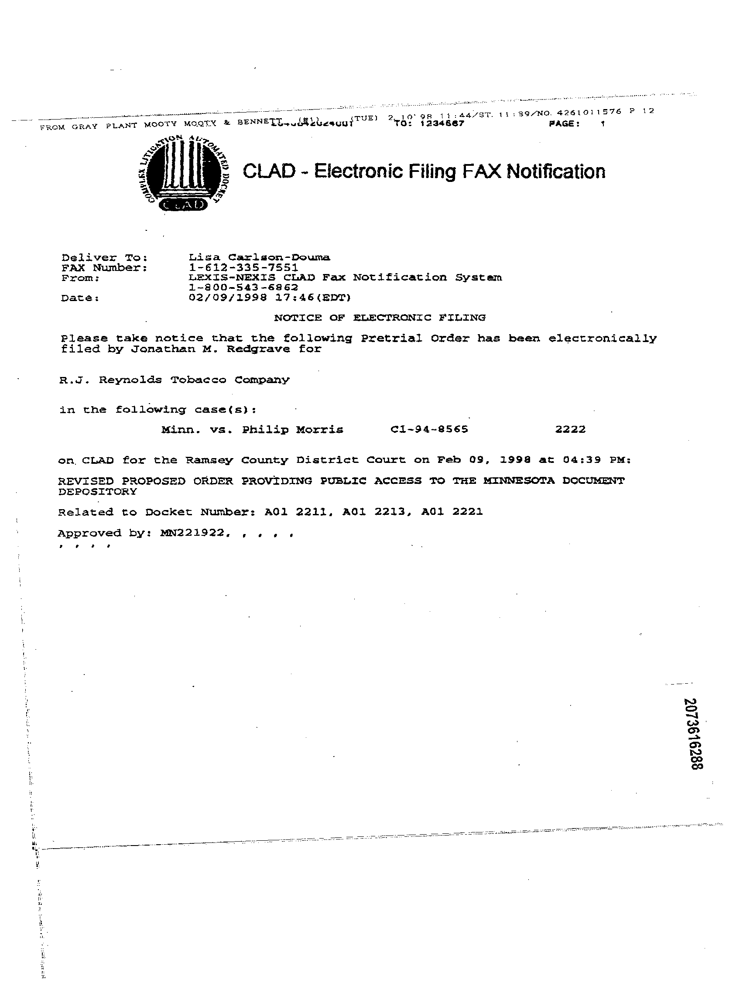 FROM GRAY PLANT MOOTY MOOTY & BENNETT (TUE) 2 10' 98 11:44/ST. 11:39/NO. 4261011576 P 12
TO: 1234567 PAGE: 1
COMPLEX LITIGATION AUTOMATED DOCKET
CLAD
CLAD - Electronic Filing FAX Notification
Deliver To: Lisa Carlson-Douma
FAX Number: 1-612-335-7551
From: LEXIS-NEXIS CLAD Fax Notification System
1-800-543-6862
Date: 02/09/1998 17:46(EDT)
NOTICE OF ELECTRONIC FILING
Please take notice that the following Pretrial Order has been electronically
filed by Jonathan M. Redgrave for
R.J. Reynolds Tobacco Company
in the following case(s):
Minn. vs. Philip Morris C1-94-8565 2222
on CLAD for the Ramsey County District Court on Feb 09, 1998 at 04:39 PM:
REVISED PROPOSED ORDER PROVIDING PUBLIC ACCESS TO THE MINNESOTA DOCUMENT
DEPOSITORY
Related to Docket Number: A01 2211, A01 2213, A01 2221
Approved by: MN221922, , , , ,
, , , ,
2073616288